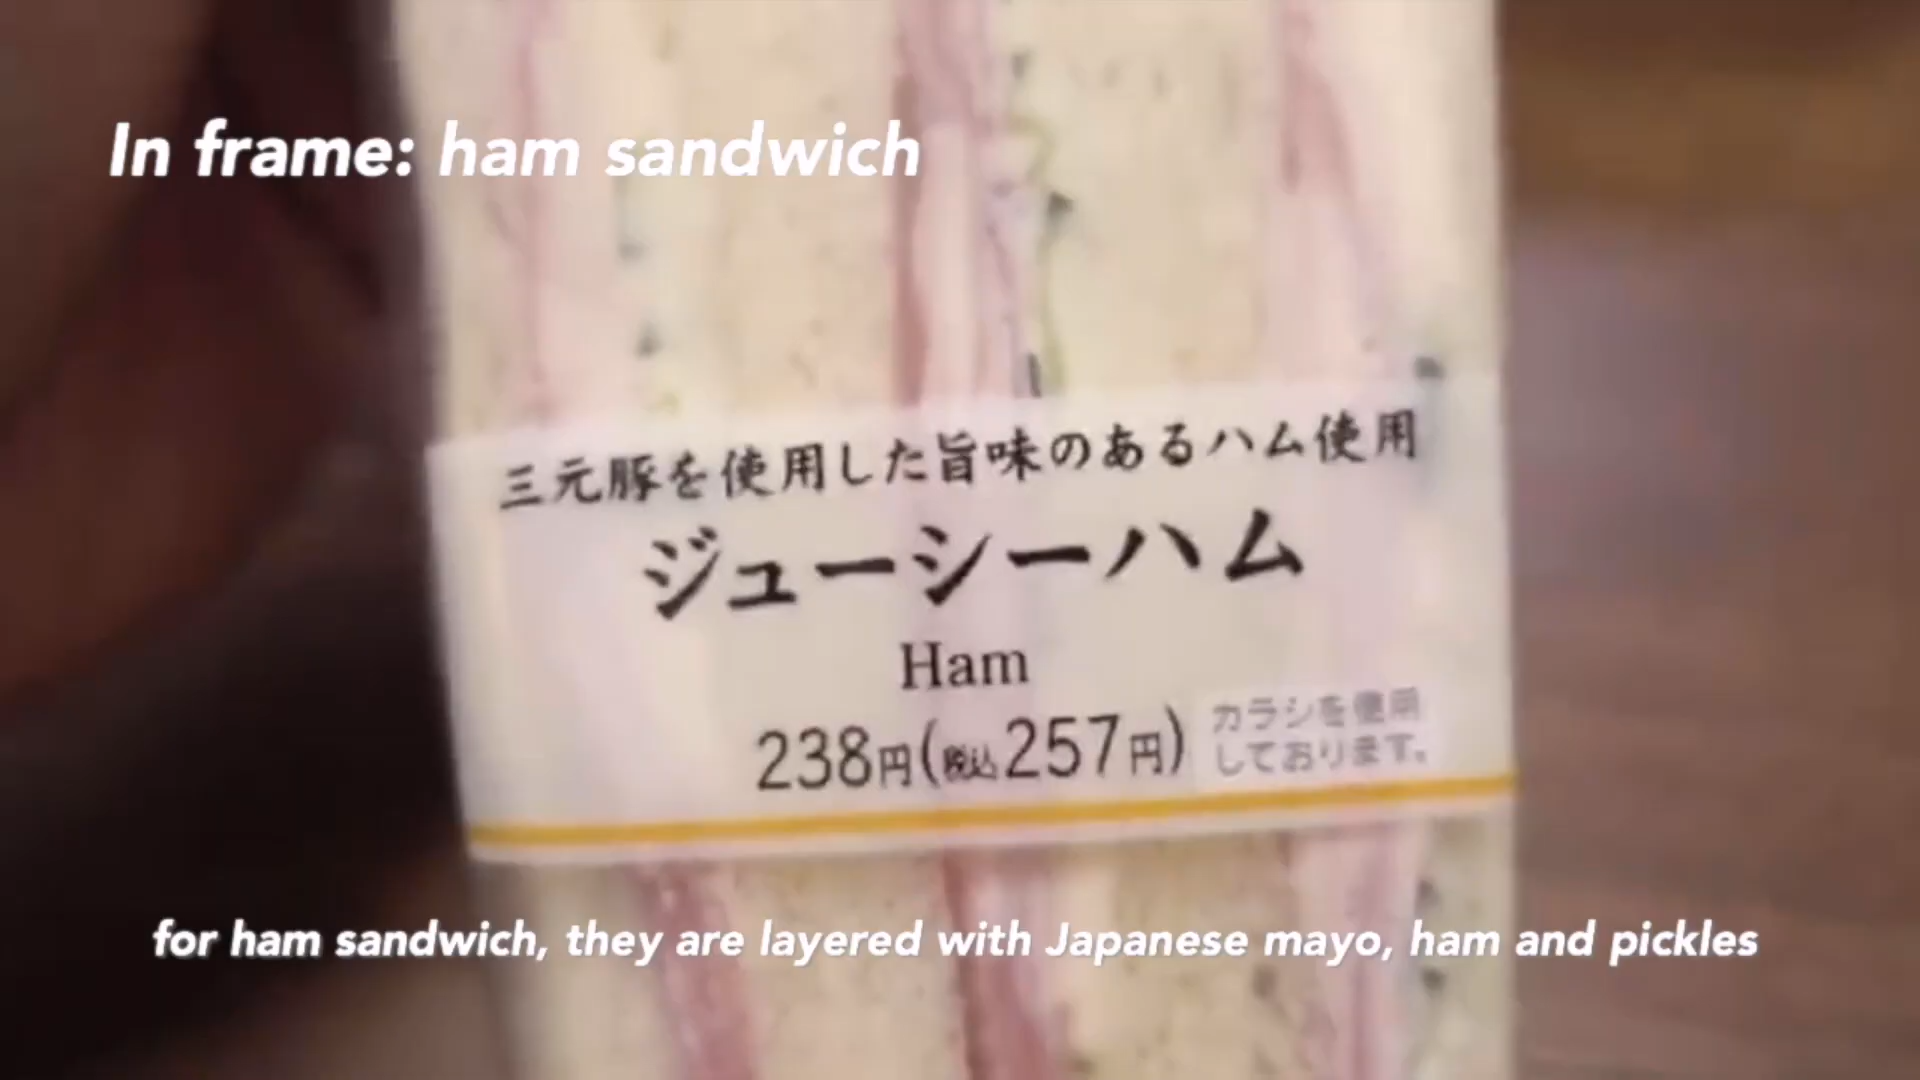 In frame: ham sandwich
三元豚を使用した旨味のあるハム使用
ジューシーハム
Ham
238円(税込257円)
カラシを使用
しております。
for ham sandwich, they are layered with Japanese mayo, ham and pickles